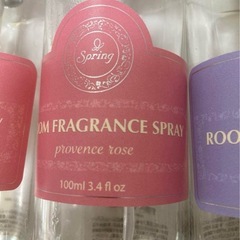 Spring
OM FRAGRANCE SPRAY
provence rose
100ml 3.4 fl oz
ROO